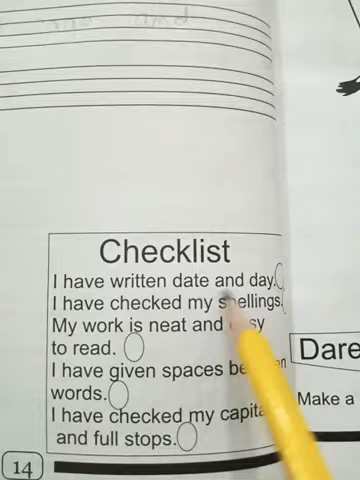 Checklist
I have written date and day.
I have checked my spellings.
My work is neat and
to read.
I have given spaces
words.
I have checked my
and full stops.
Dare
Make a
14